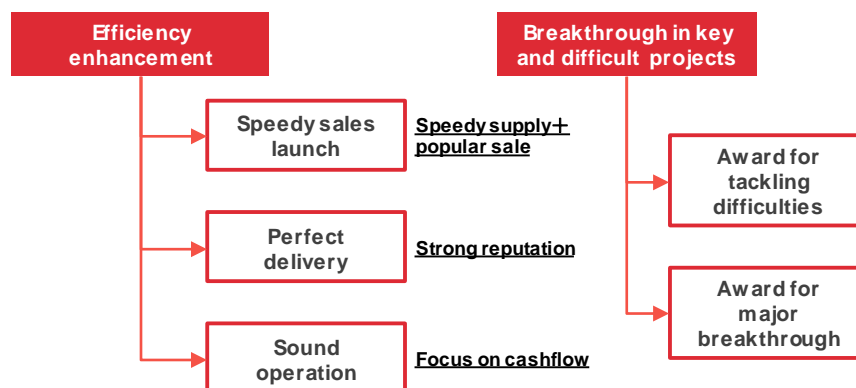 Efficiency
enhancement
Breakthrough in key
and difficult projects
Speedy sales
launch
Speedy supply+
popular sale
Perfect
delivery
Strong reputation
Sound
operation
Focus on cashflow
Award for
tackling
difficulties
Award for
major
breakthrough